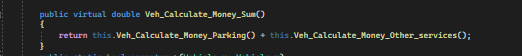 public virtual double Veh_Calculate_Money_Sum()
{
return this.Veh_Calculate_Money_Parking() + this.Veh_Calculate_Money_Other_services();
}